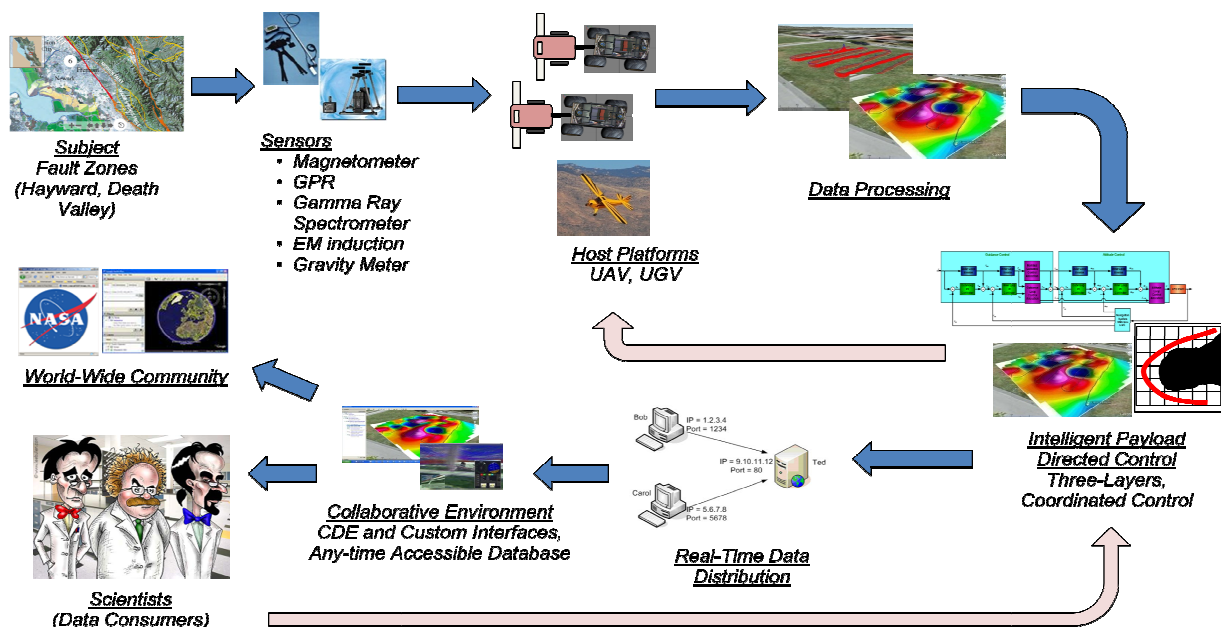 Subject
Fault Zones
(Hayward, Death
Valley)
Sensors
• Magnetometer
• GPR
• Gamma Ray
Spectrometer
• EM induction
• Gravity Meter
Host Platforms
UAV, UGV
Data Processing
Intelligent Payload
Directed Control
Three-Layers,
Coordinated Control
Bob
IP = 1.2.3.4
Port = 1234
IP = 9.10.11.12
Port = 80
Ted
Carol
IP = 5.6.7.8
Port = 5678
Real-Time Data
Distribution
Collaborative Environment
CDE and Custom Interfaces,
Any-time Accessible Database
NASA
World-Wide Community
Scientists
(Data Consumers)